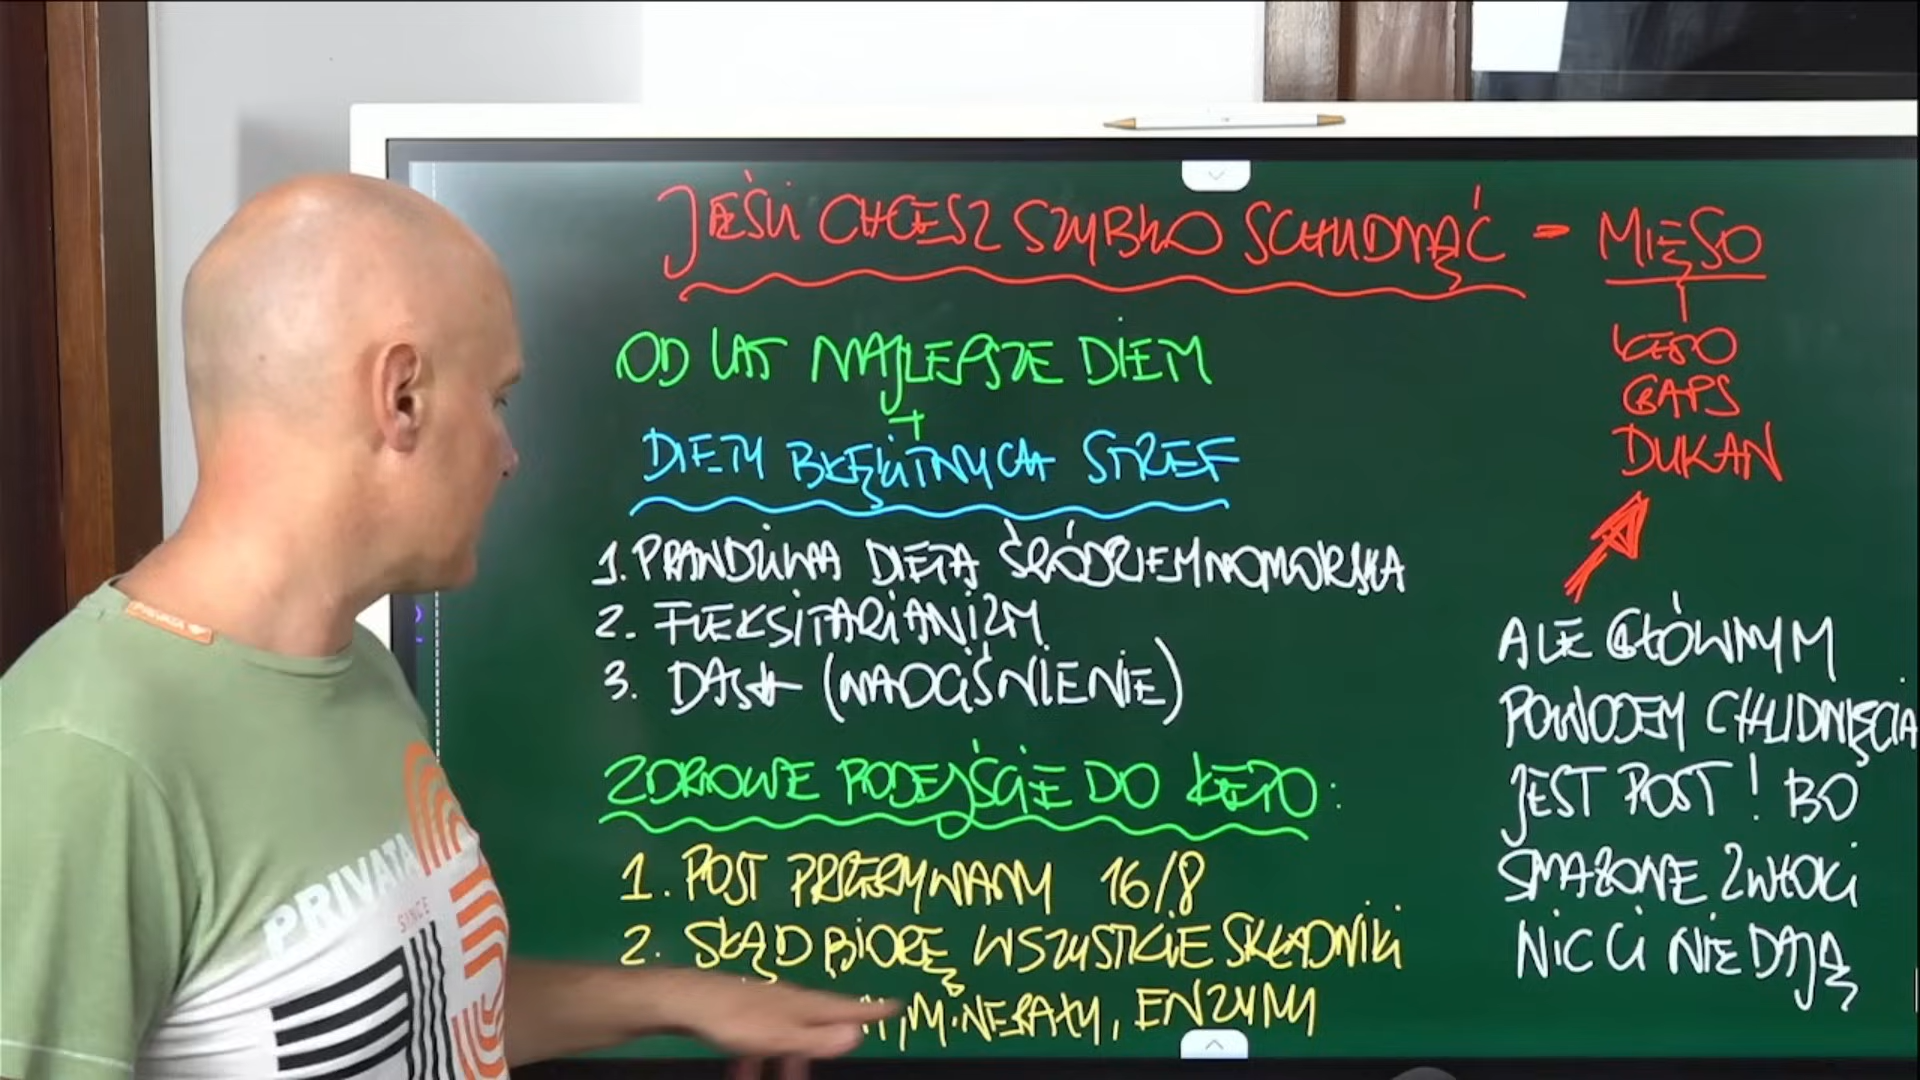 JEŚLI CHCESZ SZYBKO SCHUDNĄĆ - MIĘSO
KETO
GAPS
DUKAN
OD LAT NAJLEPSZE DIETY
+
DIETY BŁĘKITNYCH STREF
1. PRAWDZIWA DIETA ŚRÓDZIEMNOMORSKA
2. FLEKSITARIANIZM
3. DASH (NADCIŚNIENIE)
ZDROWE PODEJŚCIE DO KETO:
1. POST PRZERYWANY 16/8
2. SKĄD BIORĘ WSZYSTKIE SKŁADNIKI
, MINERAŁY, ENZYMY
ALE GŁÓWNYM
POWODEM CHUDNIĘCIA
JEST POST! BO
SMAŻONE ZWŁOKI
NIC CI NIE DAJĄ
PRIVATA
PRIVATA
SINCE